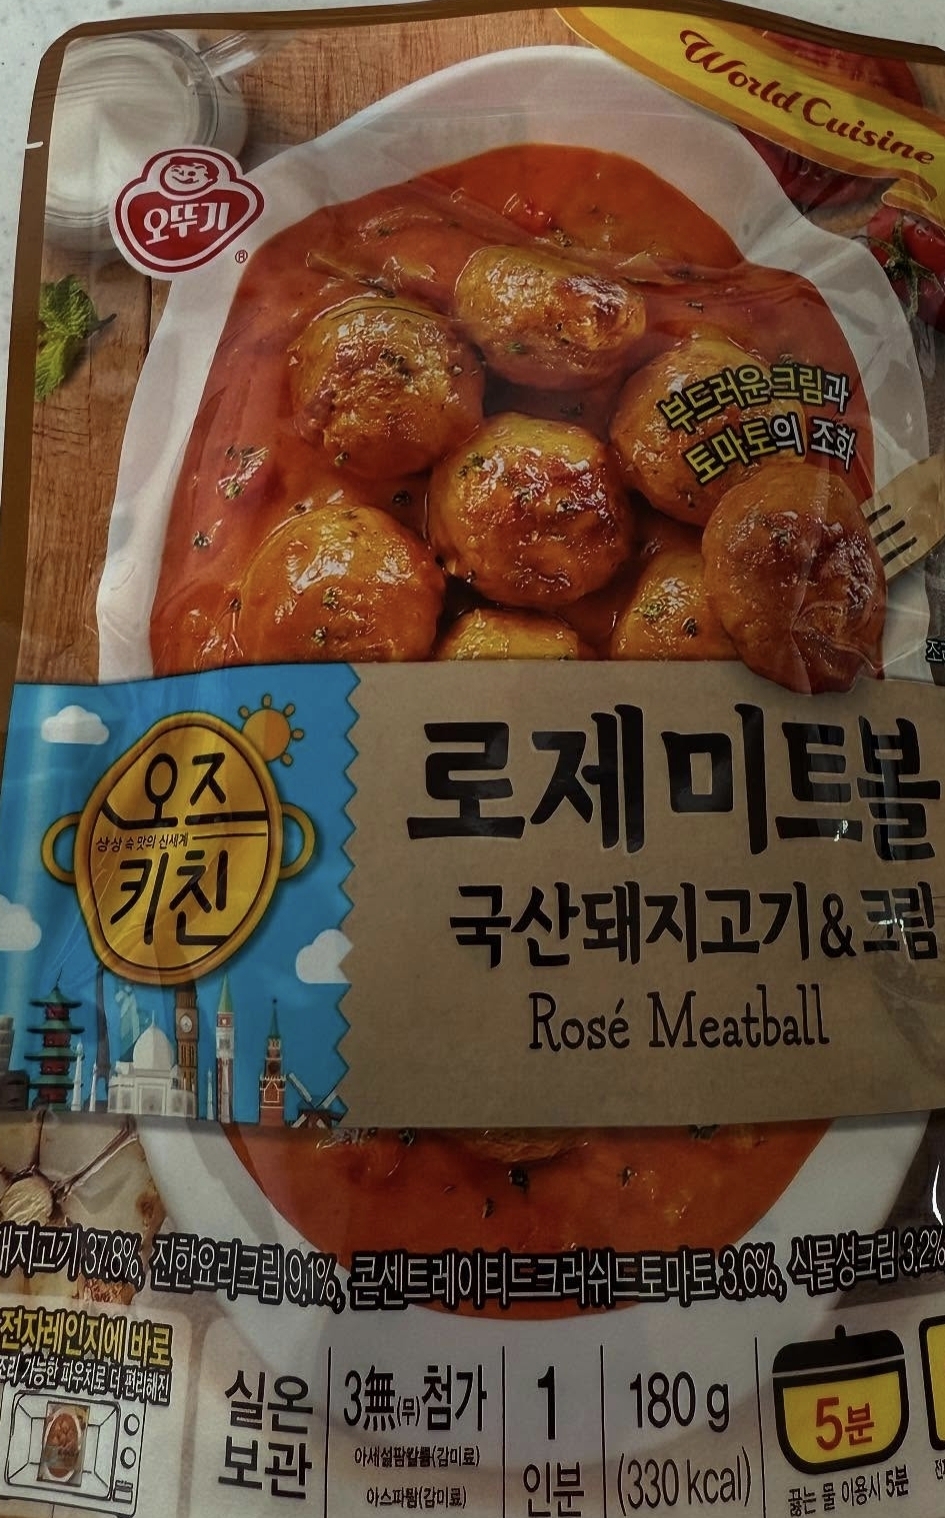 World Cuisine
오뚜기
®
부드러운 크림과
토마토의 조화
오즈
상상 속 맛의 신세계
키친
로제 미트볼
국산돼지고기&크림
Rosé Meatball
돼지고기 37.8%, 진한요리크림 9.1%, 콘센트레이티드크러쉬드토마토 3.6%, 식물성크림 3.2%
전자레인지에 바로
조리 가능한 파우치로 더 편리해진
실온
보관
3無(무)첨가
아세설팜칼륨(감미료)
아스파탐(감미료)
1
인분
180 g
(330 kcal)
5분
끓는 물 이용시 5분